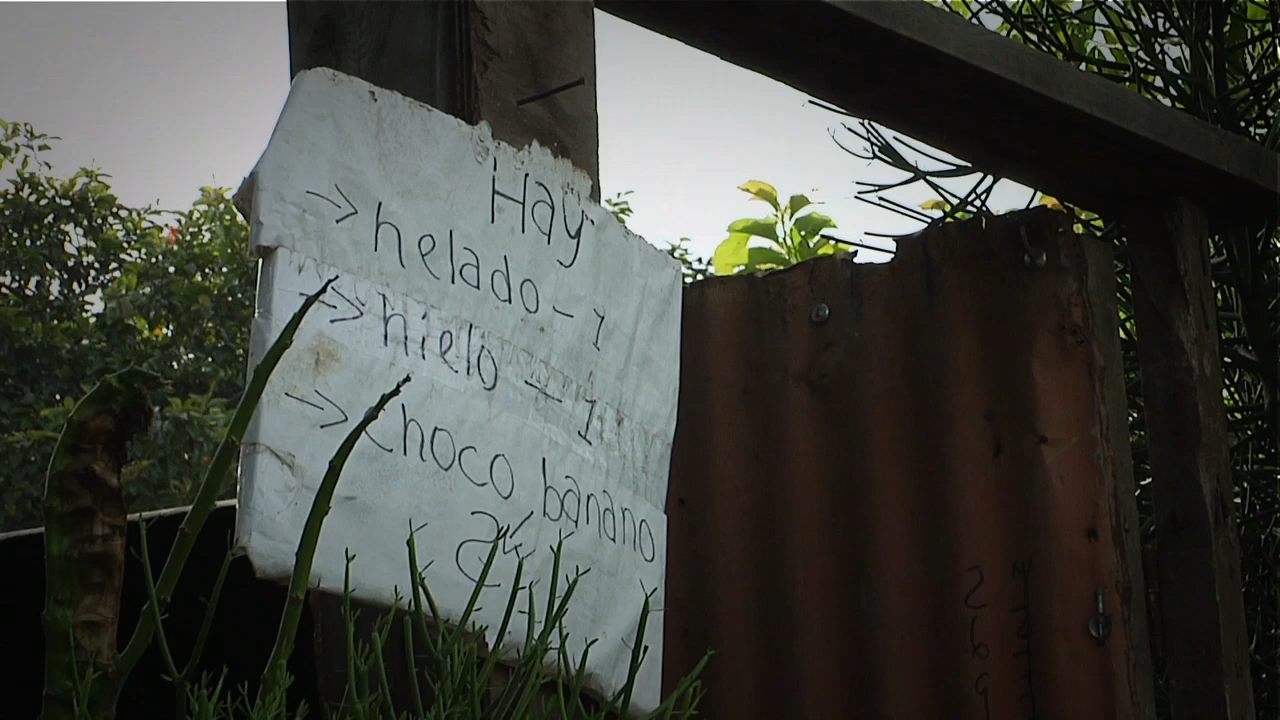 Hay
→ helado - 1
→ hielo - 1
→ choco banano